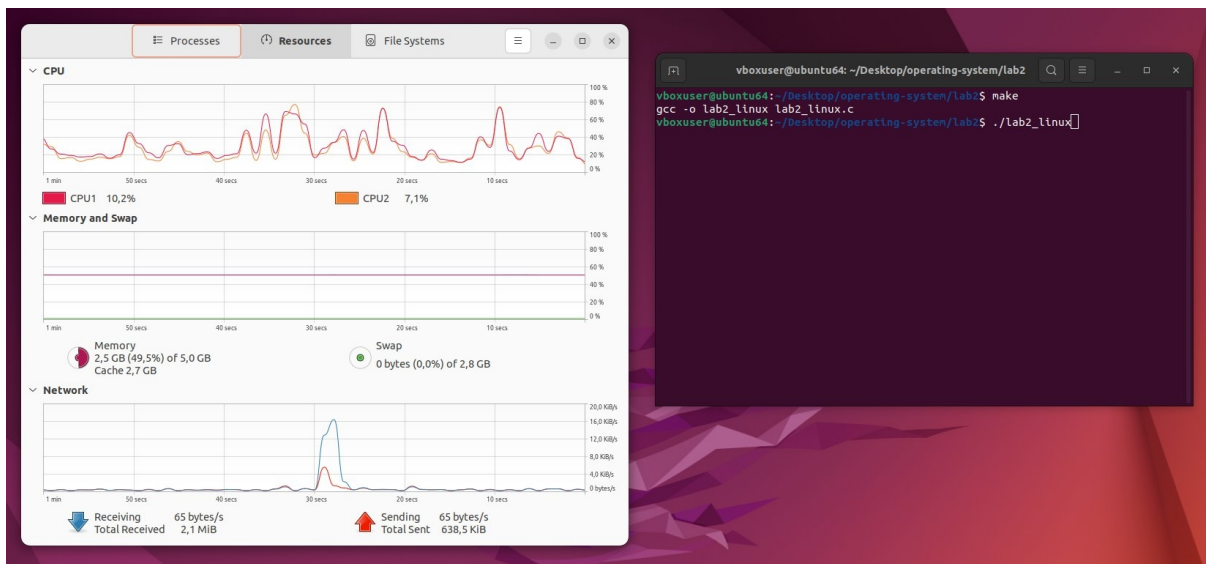 Processes Resources File Systems
CPU
100 %
80 %
60 %
40 %
20 %
0 %
1 min 50 secs 40 secs 30 secs 20 secs 10 secs
CPU1 10,2% CPU2 7,1%
Memory and Swap
100 %
80 %
60 %
40 %
20 %
0 %
1 min 50 secs 40 secs 30 secs 20 secs 10 secs
Memory
2,5 GB (49,5%) of 5,0 GB
Cache 2,7 GB
Swap
0 bytes (0,0%) of 2,8 GB
Network
20,0 KiB/s
16,0 KiB/s
12,0 KiB/s
8,0 KiB/s
4,0 KiB/s
0 bytes/s
1 min 50 secs 40 secs 30 secs 20 secs 10 secs
Receiving 65 bytes/s
Total Received 2,1 MiB
Sending 65 bytes/s
Total Sent 638,5 KiB
vboxuser@ubuntu64: ~/Desktop/operating-system/lab2
vboxuser@ubuntu64:~/Desktop/operating-system/lab2$ make
gcc -o lab2_linux lab2_linux.c
vboxuser@ubuntu64:~/Desktop/operating-system/lab2$ ./lab2_linux